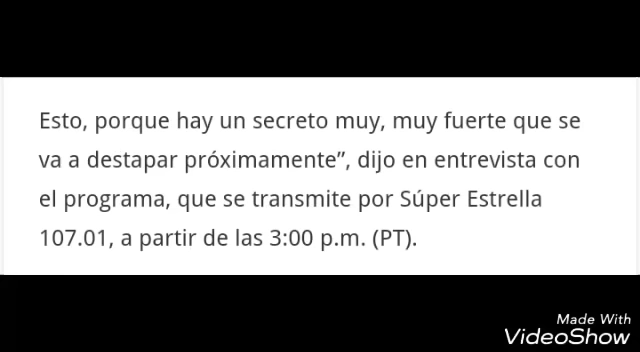 Esto, porque hay un secreto muy, muy fuerte que se
va a destapar próximamente”, dijo en entrevista con
el programa, que se transmite por Súper Estrella
107.01, a partir de las 3:00 p.m. (PT).
Made With
VideoShow